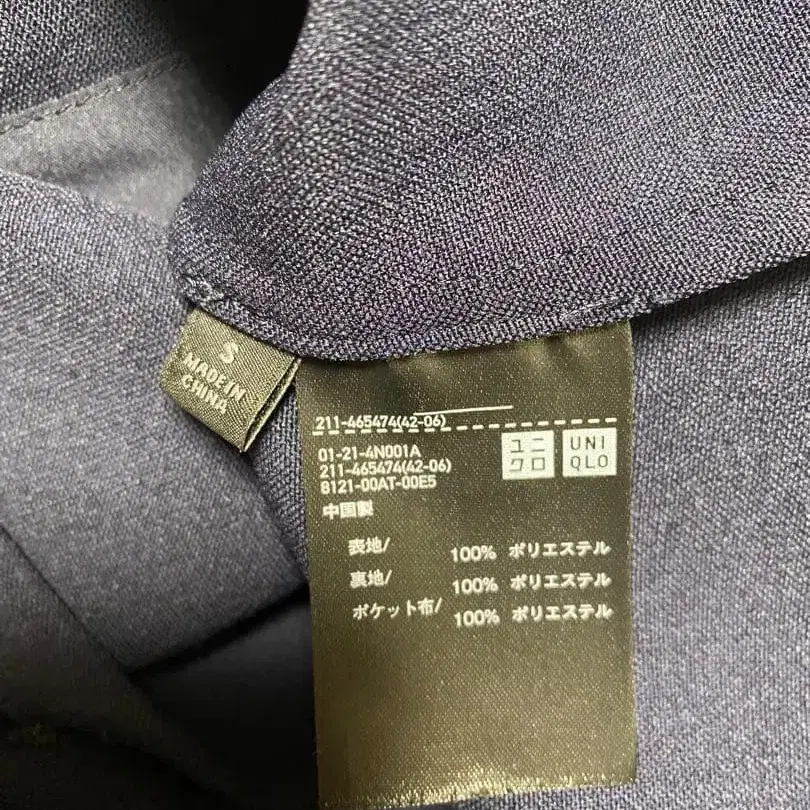 S
MADE IN
CHINA
211-465474(42-06)
01-21-4N001A
211-465474(42-06)
8121-00AT-00E5
ユニ
クロ
UNI
QLO
中国製
表地/ 100% ポリエステル
裏地/ 100% ポリエステル
ポケット布/ 100% ポリエステル